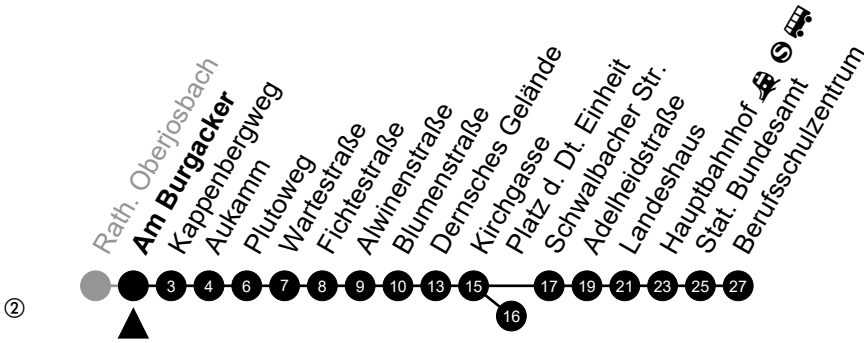 Rath. Oberjosbach
Am Burgacker
Kappenbergweg
Aukamm
Plutoweg
Wartestraße
Fichtestraße
Alwinenstraße
Blumenstraße
Dernsches Gelände
Kirchgasse
Platz d. Dt. Einheit
Schwalbacher Str.
Adelheidstraße
Landeshaus
Hauptbahnhof S
Stat. Bundesamt
Berufsschulzentrum
3 4 6 7 8 9 10 13 15 17 19 21 23 25 27
16
②